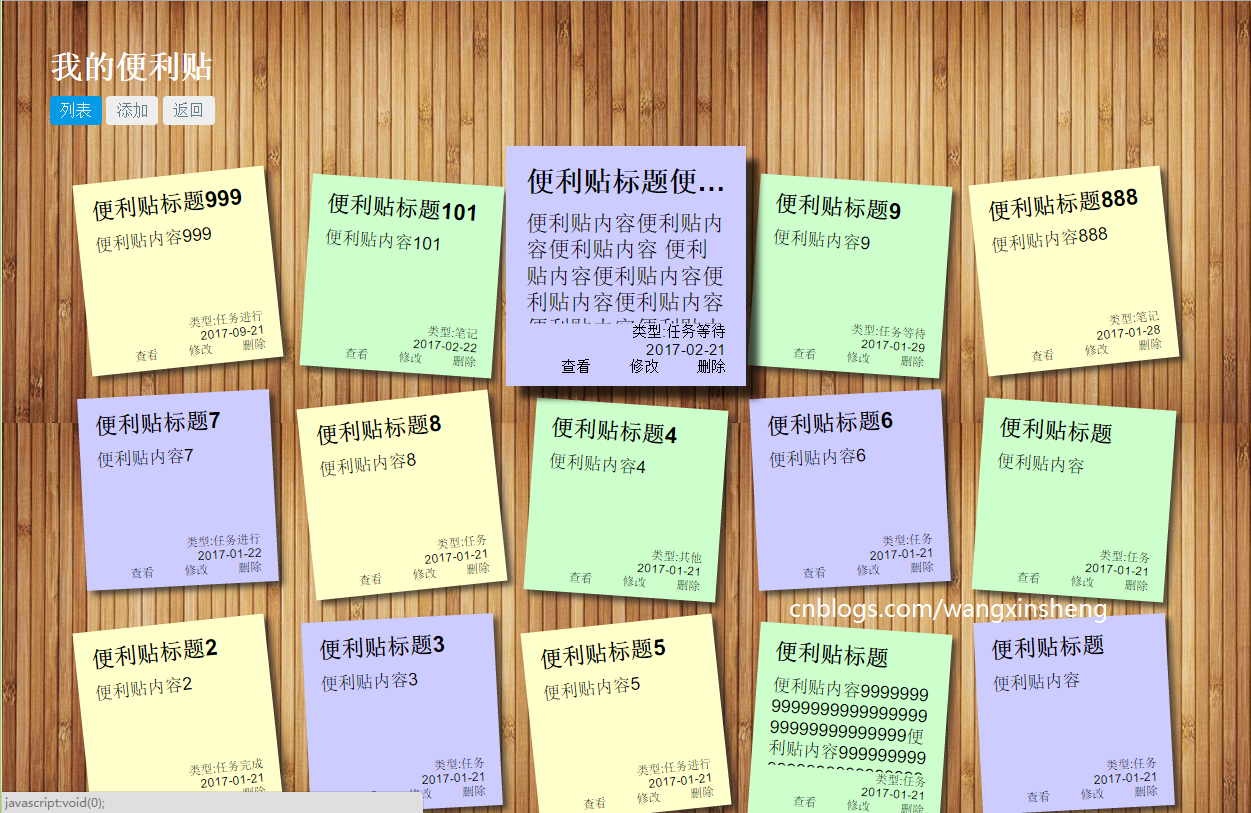 我的便利贴
列表 添加 返回
便利贴标题999
便利贴内容999
类型:任务进行
2017-09-21
查看 修改 删除
便利贴标题101
便利贴内容101
类型:笔记
2017-02-22
查看 修改 删除
便利贴标题便...
便利贴内容便利贴内
容便利贴内容 便利
贴内容便利贴内容便
利贴内容便利贴内容
便利贴内容便利贴内
类型:任务等待
2017-02-21
查看 修改 删除
便利贴标题9
便利贴内容9
类型:任务等待
2017-01-29
查看 修改 删除
便利贴标题888
便利贴内容888
类型:笔记
2017-01-28
查看 修改 删除
便利贴标题7
便利贴内容7
类型:任务进行
2017-01-22
查看 修改 删除
便利贴标题8
便利贴内容8
类型:任务
2017-01-21
查看 修改 删除
便利贴标题4
便利贴内容4
类型:其他
2017-01-21
查看 修改 删除
便利贴标题6
便利贴内容6
类型:任务
2017-01-21
查看 修改 删除
便利贴标题
便利贴内容
类型:任务
2017-01-21
查看 修改 删除
cnblogs.com/wangxinsheng
便利贴标题2
便利贴内容2
类型:任务完成
2017-01-21
删除
便利贴标题3
便利贴内容3
类型:任务
2017-01-21
修改 删除
便利贴标题5
便利贴内容5
类型:任务进行
2017-01-21
查看 修改 删除
便利贴标题
便利贴内容9999999
9999999999999999
99999999999999便
利贴内容999999999
类型:任务
2017-01-21
查看 修改 删除
便利贴标题
便利贴内容
类型:任务
2017-01-21
查看 修改 删除
javascript:void(0);